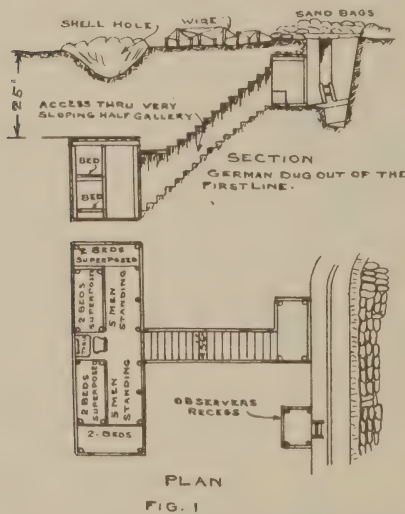 SHELL HOLE
WIRE
SAND BAGS
25"
ACCESS THRU VERY
SLOPING HALF GALLERY
BED
BED
SECTION
GERMAN DUG OUT OF THE
FIRST LINE.
2 BEDS
SUPERPOSED
2 BEDS
SUPERPOSED
5 MEN
STANDING
5 MEN
STANDING
2 BEDS
SUPERPOSED
2-BEDS
OBSERVERS
RECESS
PLAN
FIG. 1